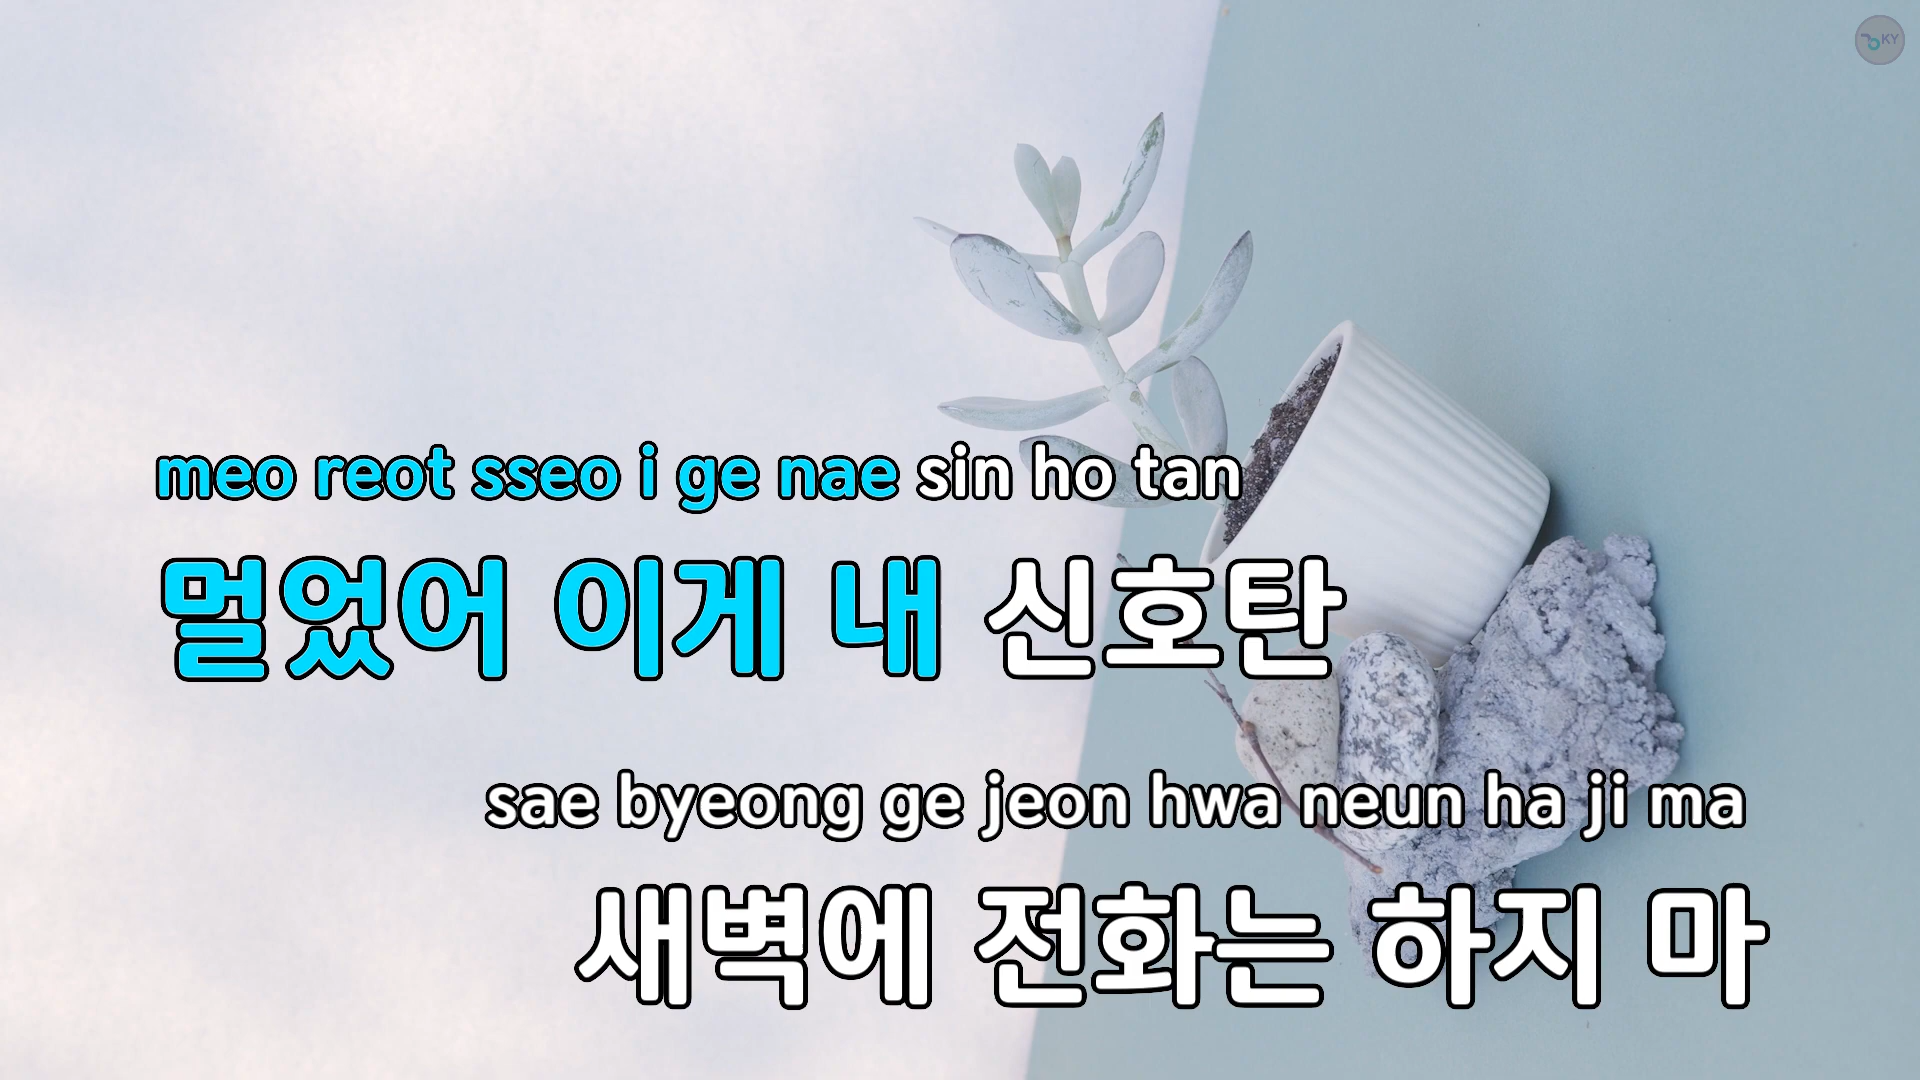 KY
meo reot sseo i ge nae sin ho tan
멀었어 이게 내 신호탄
sae byeong ge jeon hwa neun ha ji ma
새벽에 전화는 하지 마